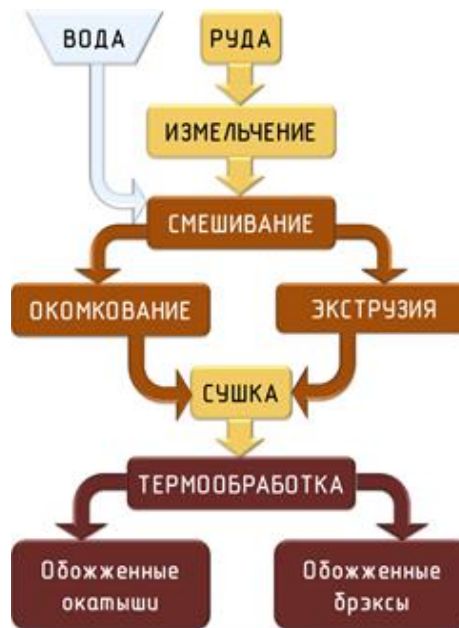 ВОДА
РУДА
ИЗМЕЛЬЧЕНИЕ
СМЕШИВАНИЕ
ОКОМКОВАНИЕ
ЭКСТРУЗИЯ
СУШКА
ТЕРМООБРАБОТКА
Обожженные
окатыши
Обожженные
брэксы